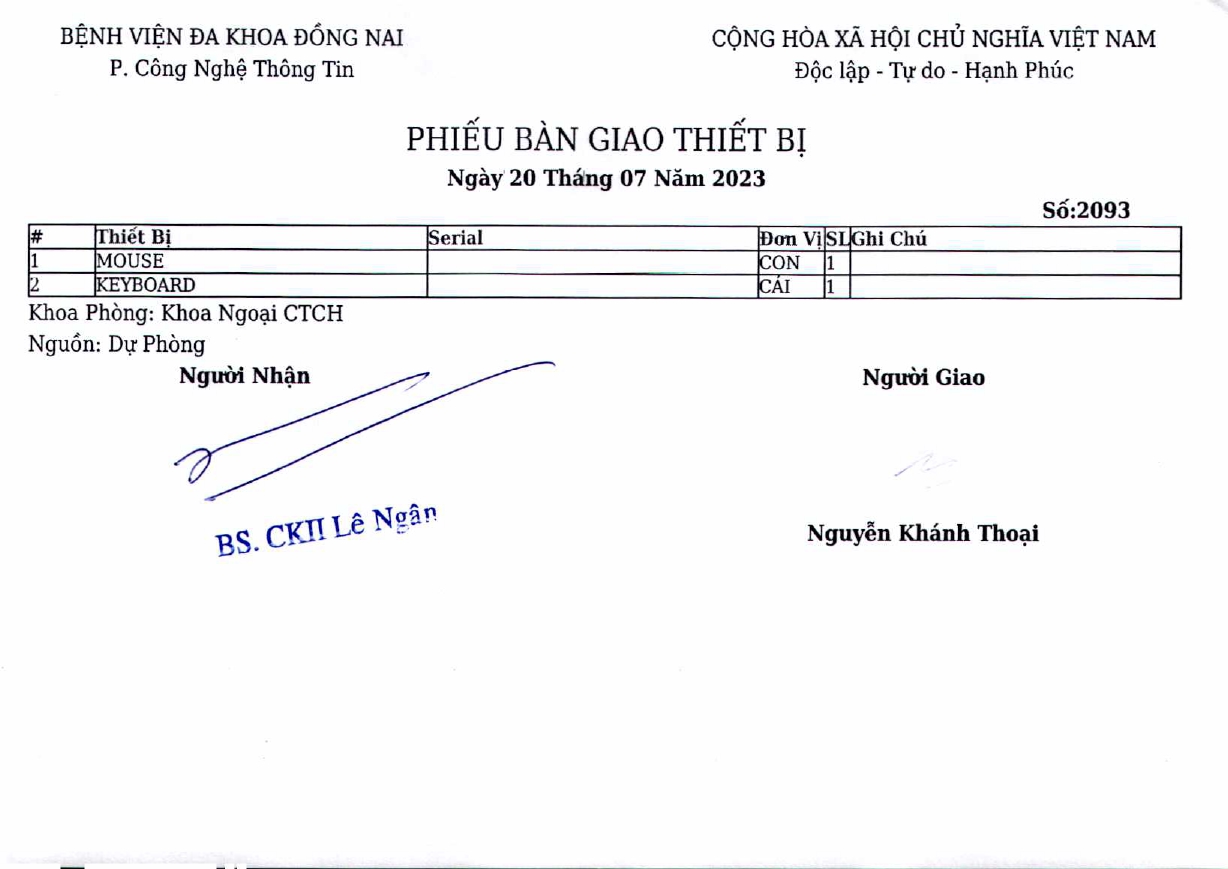 BỆNH VIỆN ĐA KHOA ĐỒNG NAI
P. Công Nghệ Thông Tin
CỘNG HÒA XÃ HỘI CHỦ NGHĨA VIỆT NAM
Độc lập - Tự do - Hạnh Phúc
PHIẾU BÀN GIAO THIẾT BỊ
Ngày 20 Tháng 07 Năm 2023
Số:2093
# Thiết Bị Serial Đơn Vị SL Ghi Chú
1 MOUSE CON 1
2 KEYBOARD CÁI 1
Khoa Phòng: Khoa Ngoại CTCH
Nguồn: Dự Phòng
Người Nhận Người Giao
BS. CKII Lê Ngân
Nguyễn Khánh Thoại